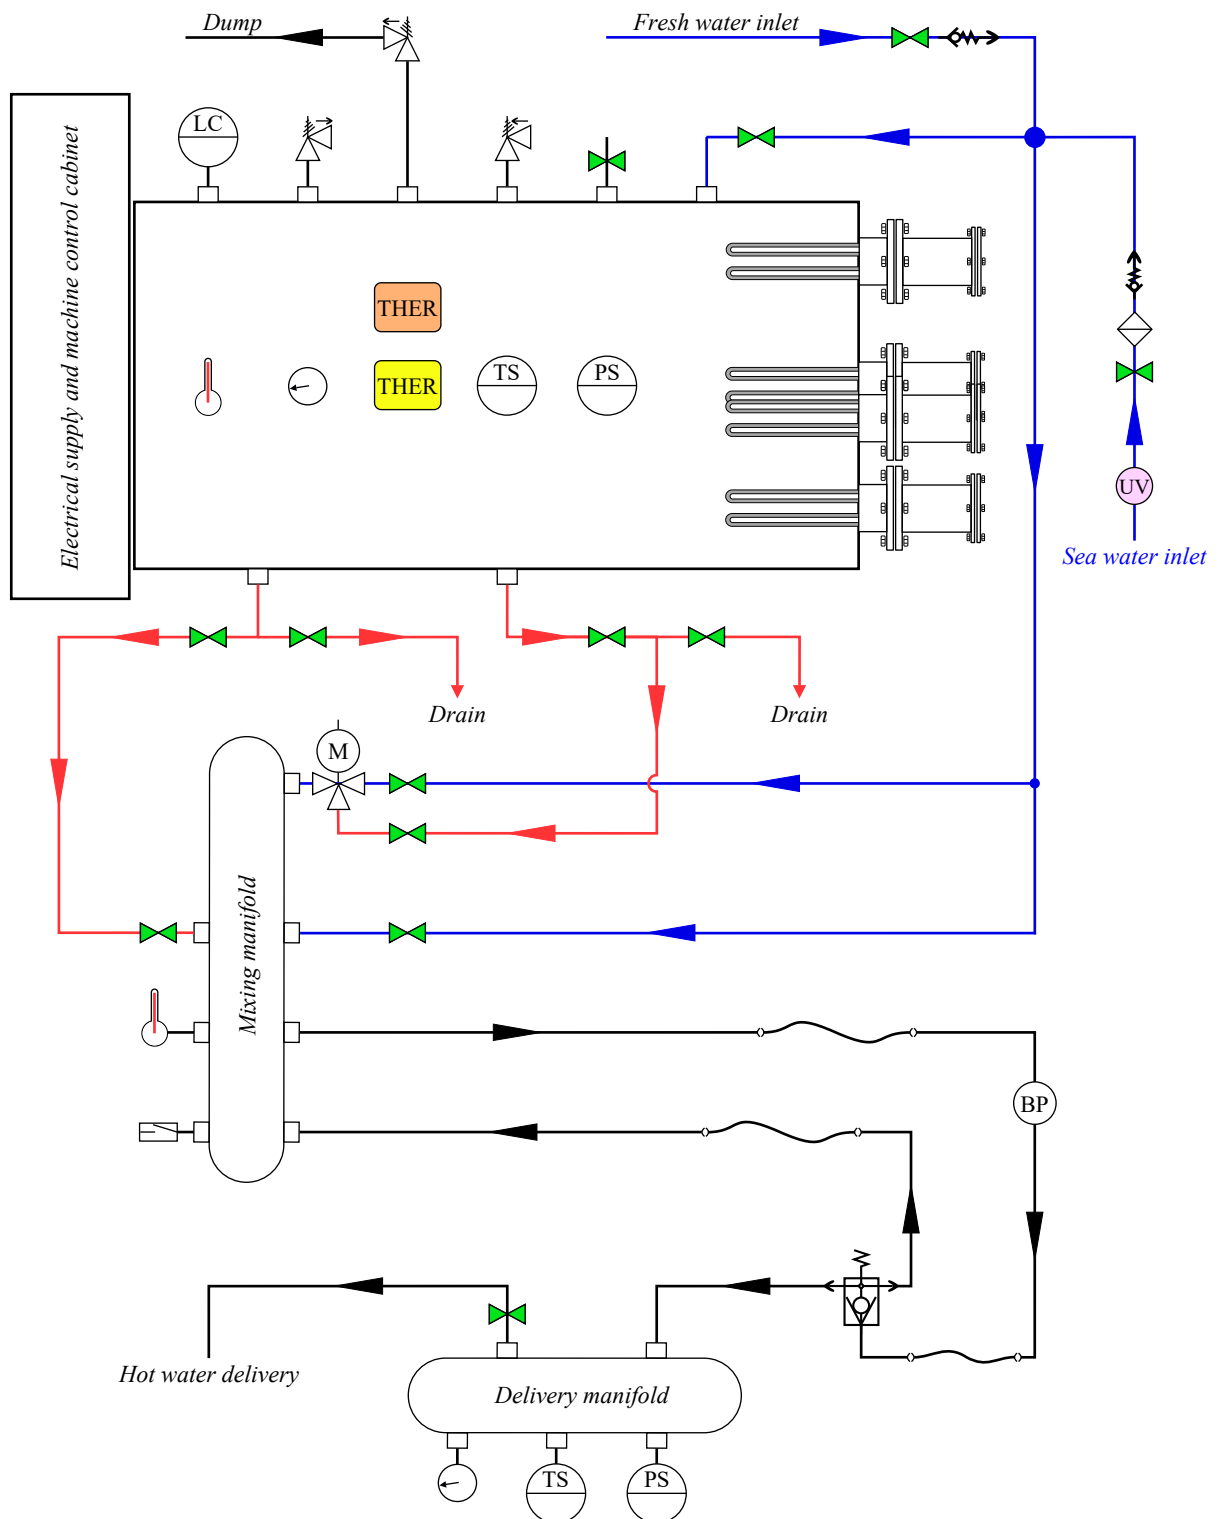 Dump
Fresh water inlet
LC
Electrical supply and machine control cabinet
THER
THER
TS
PS
UV
Sea water inlet
Drain
Drain
M
Mixing manifold
BP
Hot water delivery
Delivery manifold
TS
PS